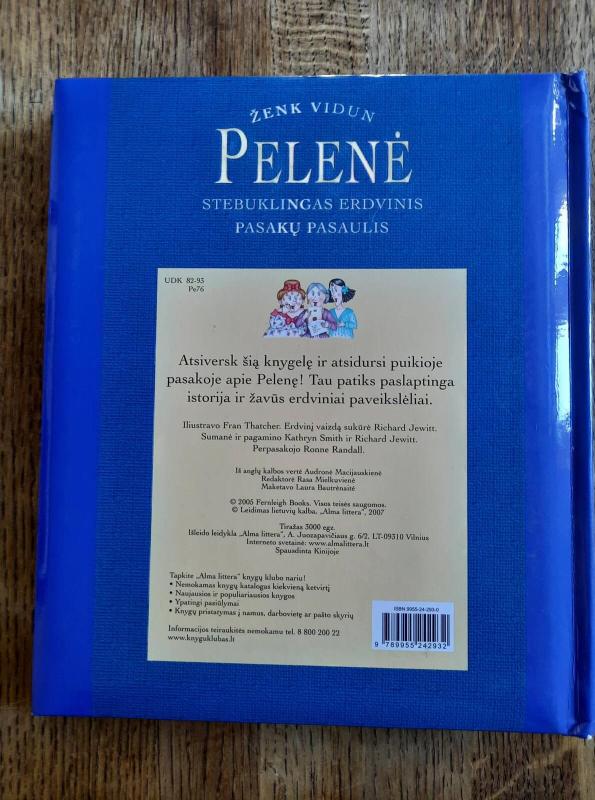 ŽENK VIDUN
PELENĖ
STEBUKLINGAS ERDVINIS
PASAKŲ PASAULIS
UDK 82-93
Pe76
Atsiversk šią knygelę ir atsidursi puikioje
pasakoje apie Pelenę! Tau patiks paslaptinga
istorija ir žavūs erdviniai paveikslėliai.
Iliustravo Fran Thatcher. Erdvinį vaizdą sukūrė Richard Jewitt.
Sumanė ir pagamino Kathryn Smith ir Richard Jewitt.
Perpasakojo Ronne Randall.
Iš anglų kalbos vertė Audronė Macijauskienė
Redaktorė Rasa Mielkuvienė
Maketavo Laura Bautrėnaitė
© 2005 Fernleigh Books. Visos teisės saugomos.
© Leidimas lietuvių kalba, „Alma littera“, 2007
Tiražas 3000 egz.
Išleido leidykla „Alma littera“, A. Juozapavičiaus g. 6/2, LT-09310 Vilnius
Interneto svetainė: www.almalittera.lt
Spausdinta Kinijoje
Tapkite „Alma littera“ knygų klubo nariu!
• Nemokamas knygų katalogas kiekvieną ketvirtį
• Naujausios ir populiariausios knygos
• Ypatingi pasiūlymai
• Knygų pristatymas į namus, darbovietę ar pašto skyrių
Informacijos teiraukitės nemokamu tel. 8 800 200 22
www.knyguklubas.lt
ISBN 9955-24-293-0
9 789955 242932